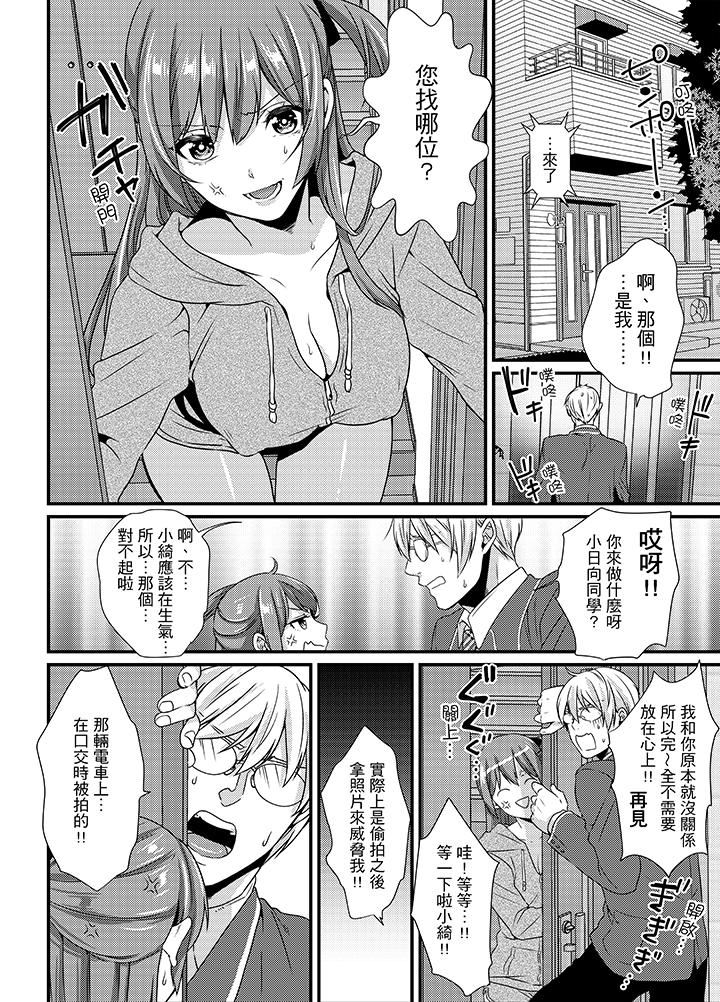 ピンポーン…
叮咚
…來了
您找哪位？
ガチャ
開門
啊、那個!!
…是我………
ドキ
噗咚
噗咚
ドキ
噗咚
哎呀!!
你來做什麼呀
小日向同學？
啊、不…
小綺應該在生氣…
所以…那個…
對不起啦
我和你原本就沒關係
所以完～全不需要
放在心上!!
再見
ぐぐぐ…
關上…
ぎぎぎ…
開啟…!!
哇！等等…!!
等一下啦小綺
實際上是偷拍之後
拿照片來威脅我!!
那輛電車上…
在口交時被拍的!!